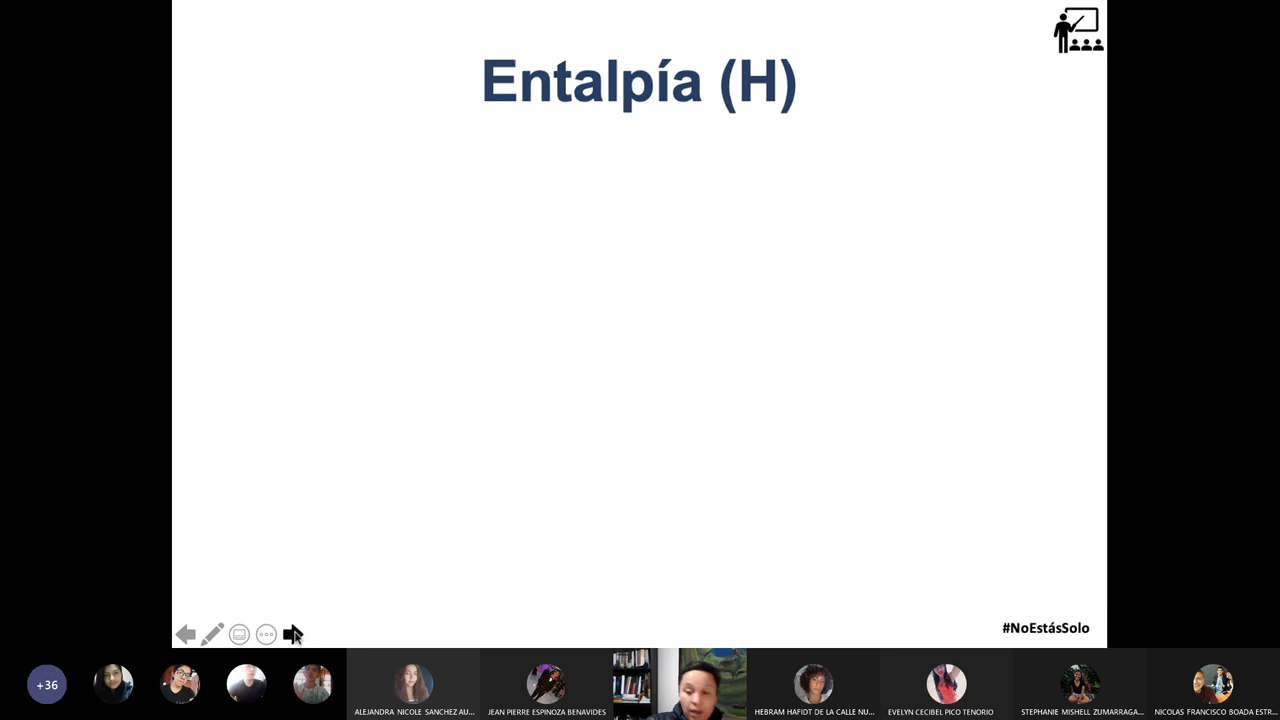 Entalpía (H)
#NoEstásSolo
+36
ALEJANDRA NICOLE SANCHEZ AU...
JEAN PIERRE ESPINOZA BENAVIDES
HEBRAM HAFIDT DE LA CALLE NU...
EVELYN CECIBEL PICO TENORIO
STEPHANIE MISHELL ZUMARRAGA...
NICOLAS FRANCISCO BOADA ESTR...